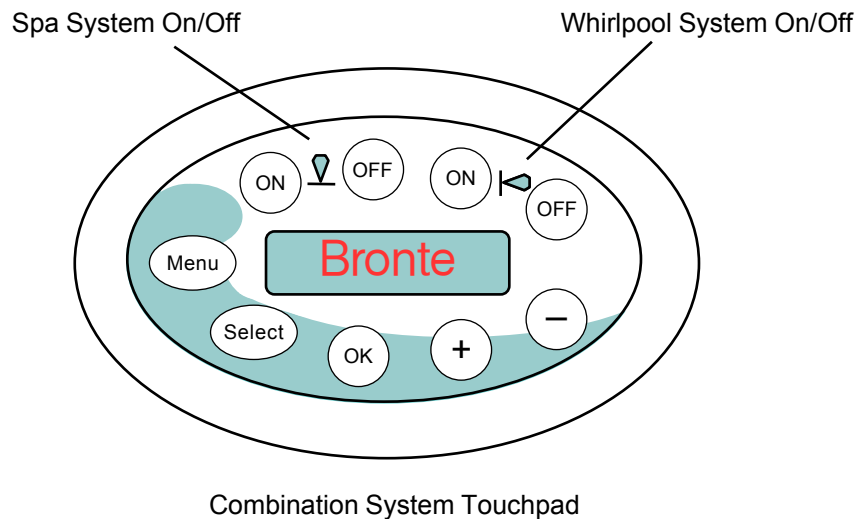 Spa System On/Off
Whirlpool System On/Off
ON
OFF
ON
OFF
Menu
Bronte
Select
OK
+
−
Combination System Touchpad